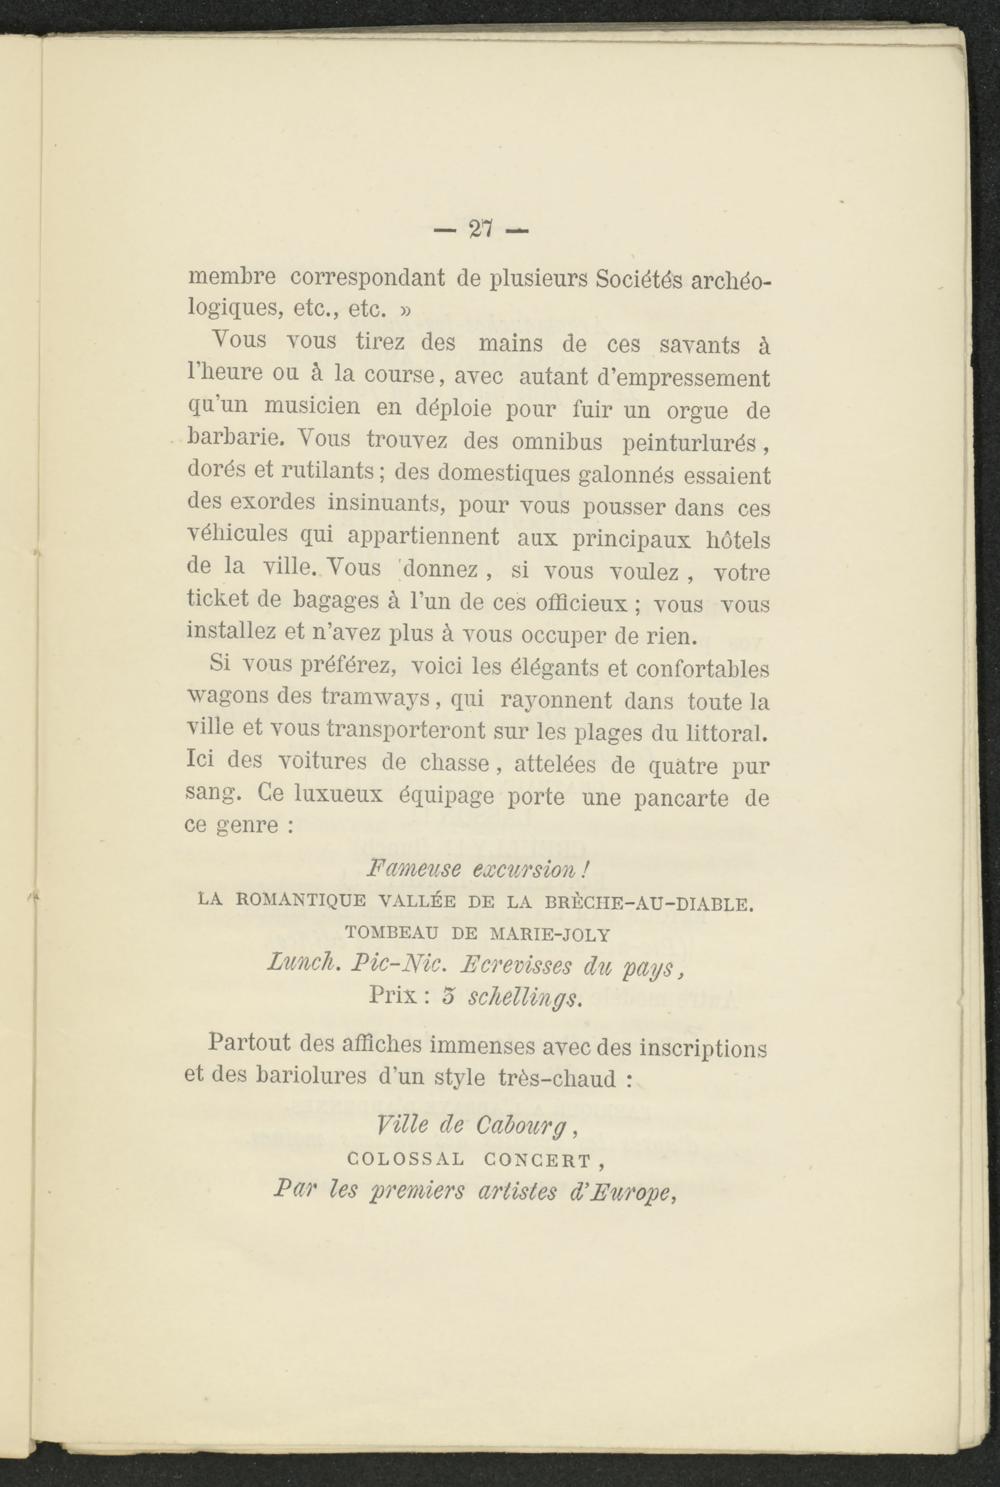 — 27 —
membre correspondant de plusieurs Sociétés archéo-
logiques, etc., etc. »
Vous vous tirez des mains de ces savants à
l'heure ou à la course, avec autant d'empressement
qu'un musicien en déploie pour fuir un orgue de
barbarie. Vous trouvez des omnibus peinturlurés,
dorés et rutilants; des domestiques galonnés essaient
des exordes insinuants, pour vous pousser dans ces
véhicules qui appartiennent aux principaux hôtels
de la ville. Vous donnez, si vous voulez, votre
ticket de bagages à l'un de ces officieux; vous vous
installez et n'avez plus à vous occuper de rien.
Si vous préférez, voici les élégants et confortables
wagons des tramways, qui rayonnent dans toute la
ville et vous transporteront sur les plages du littoral.
Ici des voitures de chasse, attelées de quatre pur
sang. Ce luxueux équipage porte une pancarte de
ce genre :
Fameuse excursion !
LA ROMANTIQUE VALLÉE DE LA BRÈCHE-AU-DIABLE.
TOMBEAU DE MARIE-JOLY
Lunch. Pic-Nic. Ecrevisses du pays,
Prix : 3 schellings.
Partout des affiches immenses avec des inscriptions
et des bariolures d'un style très-chaud :
Ville de Cabourg,
COLOSSAL CONCERT,
Par les premiers artistes d'Europe,